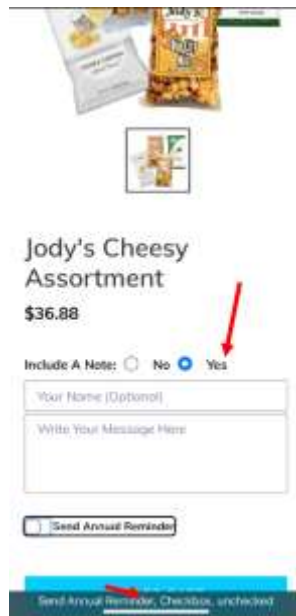 Jody's
Jody's Cheesy
Assortment
$36.88
Include A Note: No Yes
Your Name (Optional)
Write Your Message Here
Send Annual Reminder
Send Annual Reminder, Checkbox, unchecked